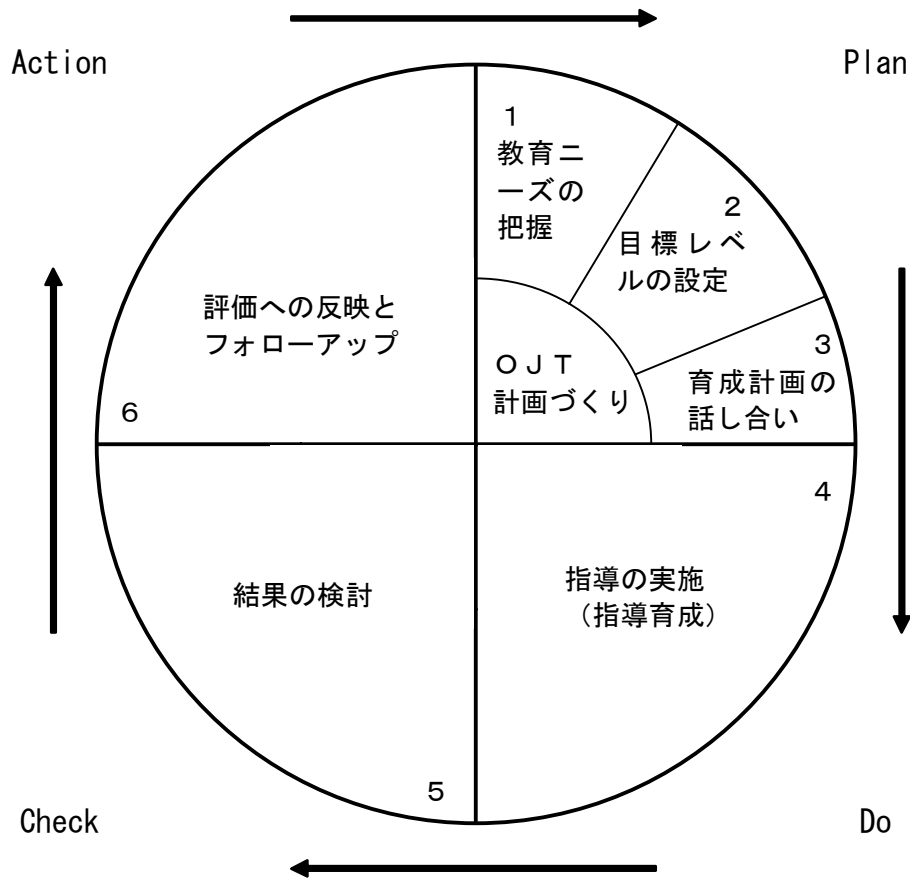 Action
Plan
１
教育ニ
ーズの
把握
２
目標レベ
ルの設定
３
育成計画の
話し合い
ＯＪＴ
計画づくり
４
指導の実施
（指導育成）
５
結果の検討
６
評価への反映と
フォローアップ
Check
Do